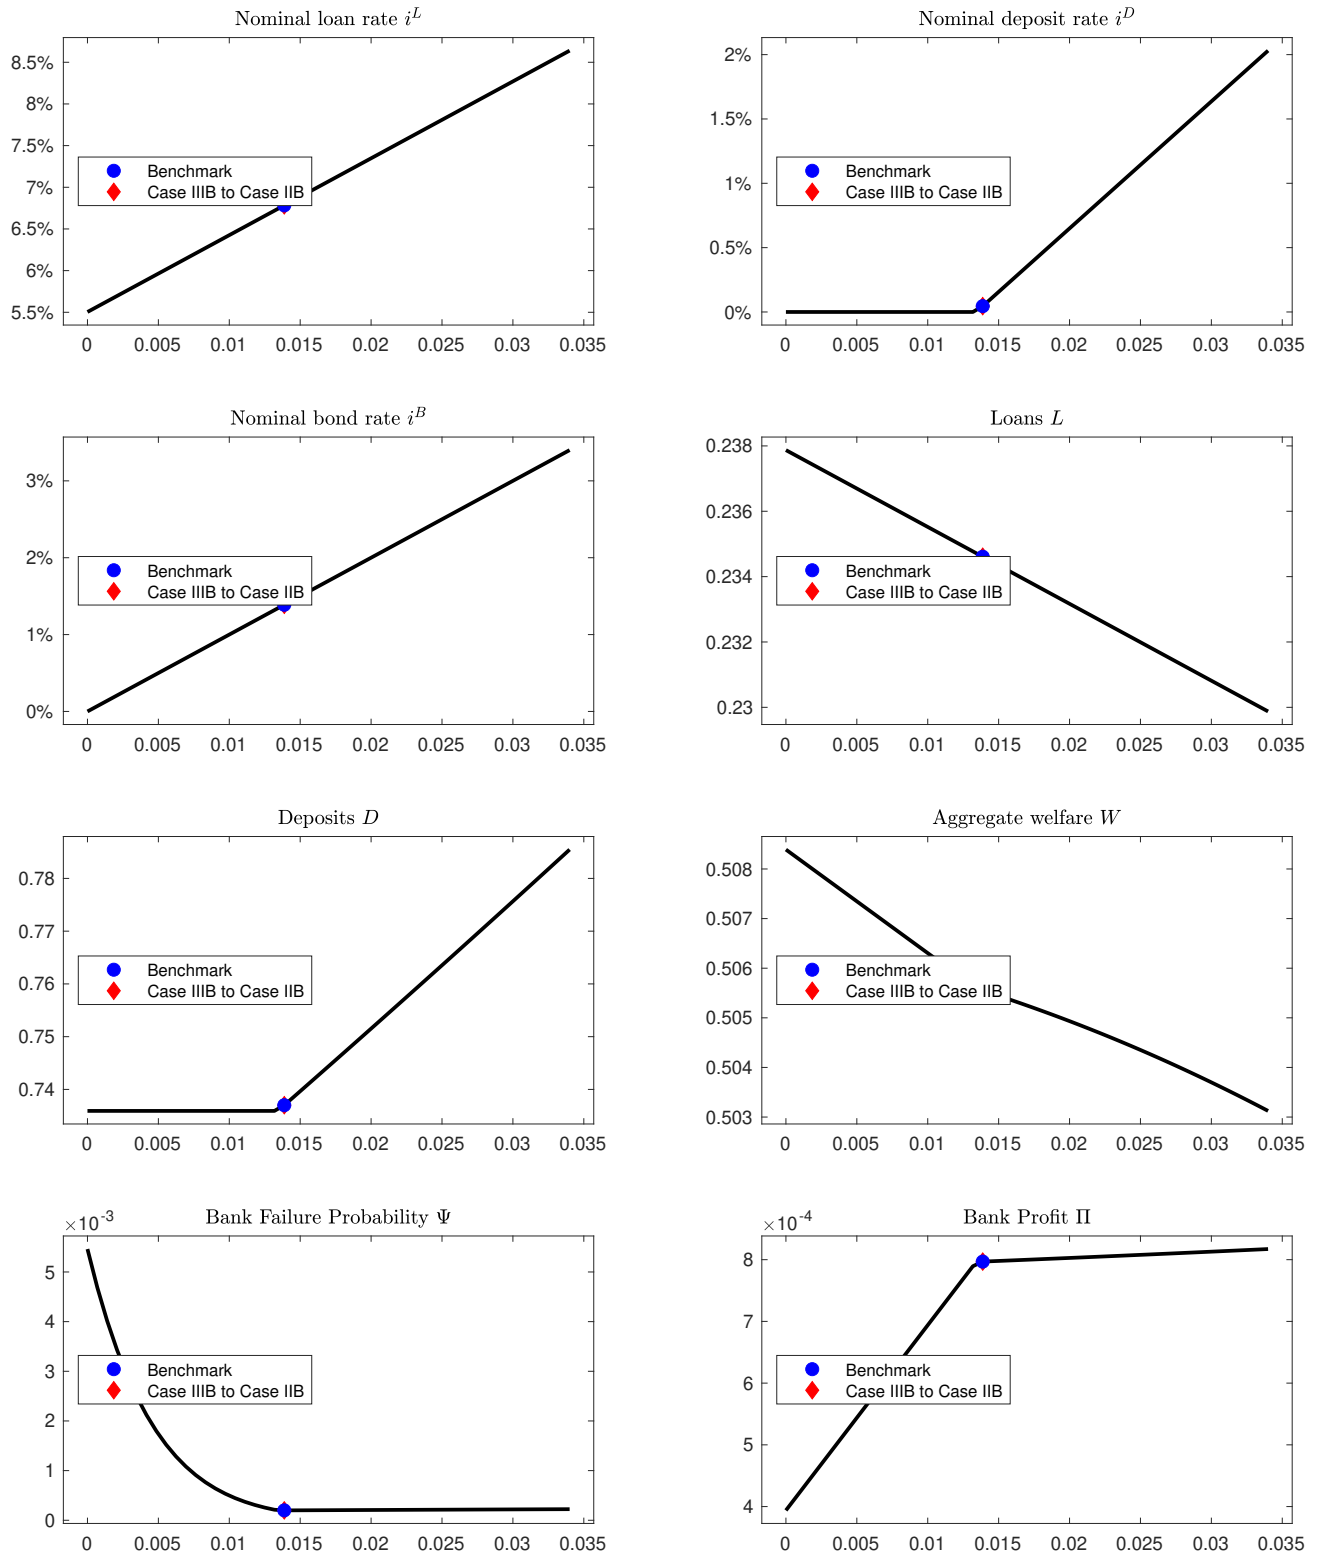 Nominal loan rate i^L
8.5%
8%
7.5%
7%
6.5%
6%
5.5%
Benchmark
Case IIIB to Case IIB
0 0.005 0.01 0.015 0.02 0.025 0.03 0.035
Nominal deposit rate i^D
2%
1.5%
1%
0.5%
0%
Benchmark
Case IIIB to Case IIB
0 0.005 0.01 0.015 0.02 0.025 0.03 0.035
Nominal bond rate i^B
3%
2%
1%
0%
Benchmark
Case IIIB to Case IIB
0 0.005 0.01 0.015 0.02 0.025 0.03 0.035
Loans L
0.238
0.236
0.234
0.232
0.23
Benchmark
Case IIIB to Case IIB
0 0.005 0.01 0.015 0.02 0.025 0.03 0.035
Deposits D
0.78
0.77
0.76
0.75
0.74
Benchmark
Case IIIB to Case IIB
0 0.005 0.01 0.015 0.02 0.025 0.03 0.035
Aggregate welfare W
0.508
0.507
0.506
0.505
0.504
0.503
Benchmark
Case IIIB to Case IIB
0 0.005 0.01 0.015 0.02 0.025 0.03 0.035
Bank Failure Probability Ψ
×10^-3
5
4
3
2
1
0
Benchmark
Case IIIB to Case IIB
0 0.005 0.01 0.015 0.02 0.025 0.03 0.035
Bank Profit Π
×10^-4
8
7
6
5
4
Benchmark
Case IIIB to Case IIB
0 0.005 0.01 0.015 0.02 0.025 0.03 0.035